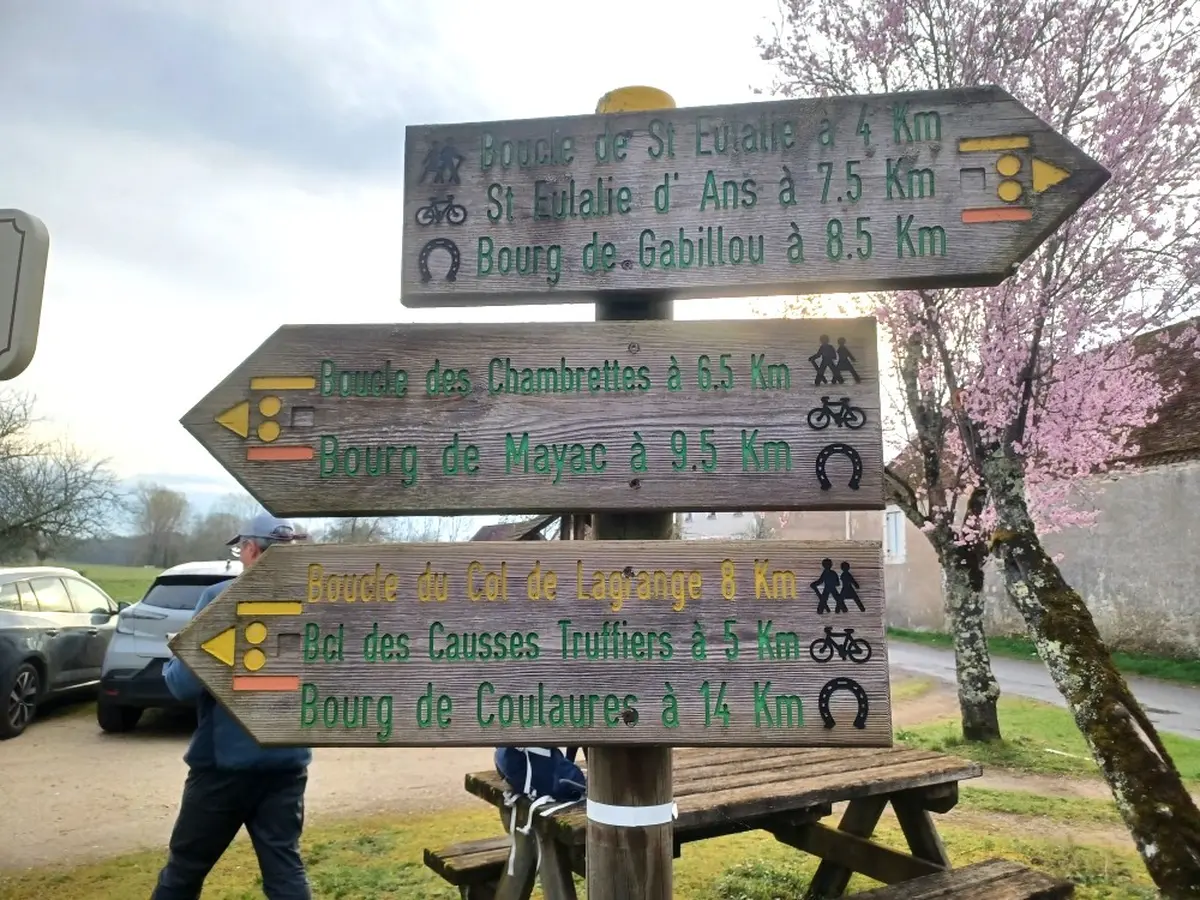 Boucle de St Eulalie à 4 Km
St Eulalie d' Ans à 7.5 Km
Bourg de Gabillou à 8.5 Km
Boucle des Chambrettes à 6.5 Km
Bourg de Mayac à 9.5 Km
Boucle du Col de Lagrange 8 Km
Bcl des Causses Truffiers à 5 Km
Bourg de Coulaures à 14 Km